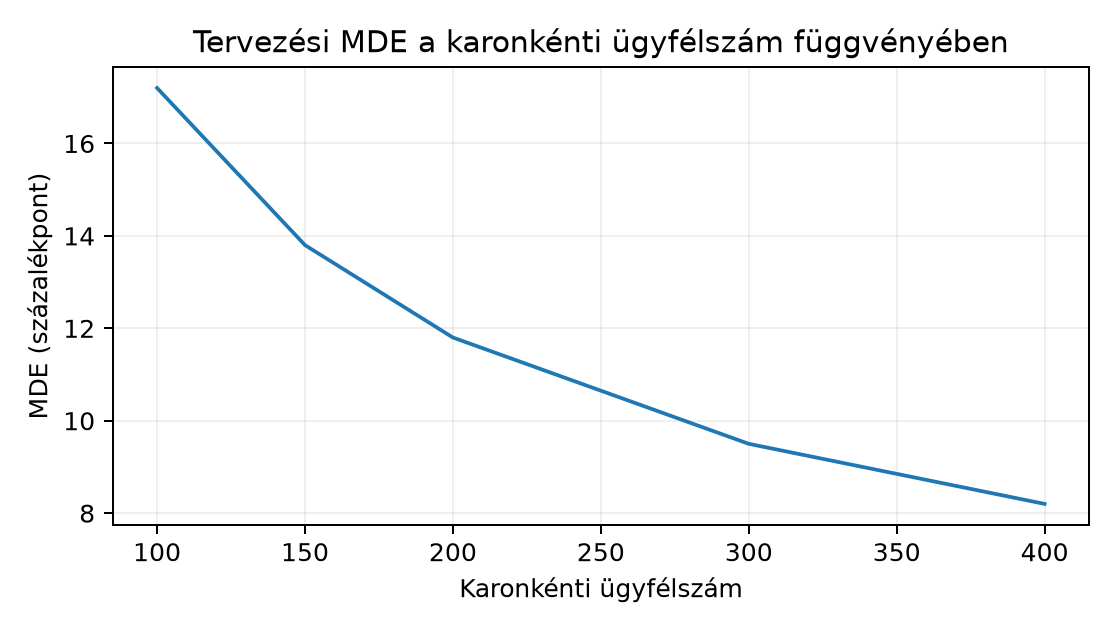 Tervezési MDE a karonkénti ügyfélszám függvényében
MDE (százalékpont)
16
14
12
10
8
100 150 200 250 300 350 400
Karonkénti ügyfélszám